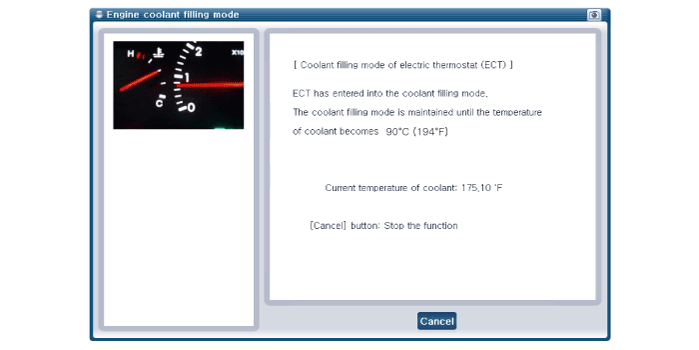 Engine coolant filling mode
H
2
X10
1
C
0
[ Coolant filling mode of electric thermostat (ECT) ]
ECT has entered into the coolant filling mode.
The coolant filling mode is maintained until the temperature
of coolant becomes 90°C (194°F)
Current temperature of coolant: 175.10 °F
[Cancel] button: Stop the function
Cancel